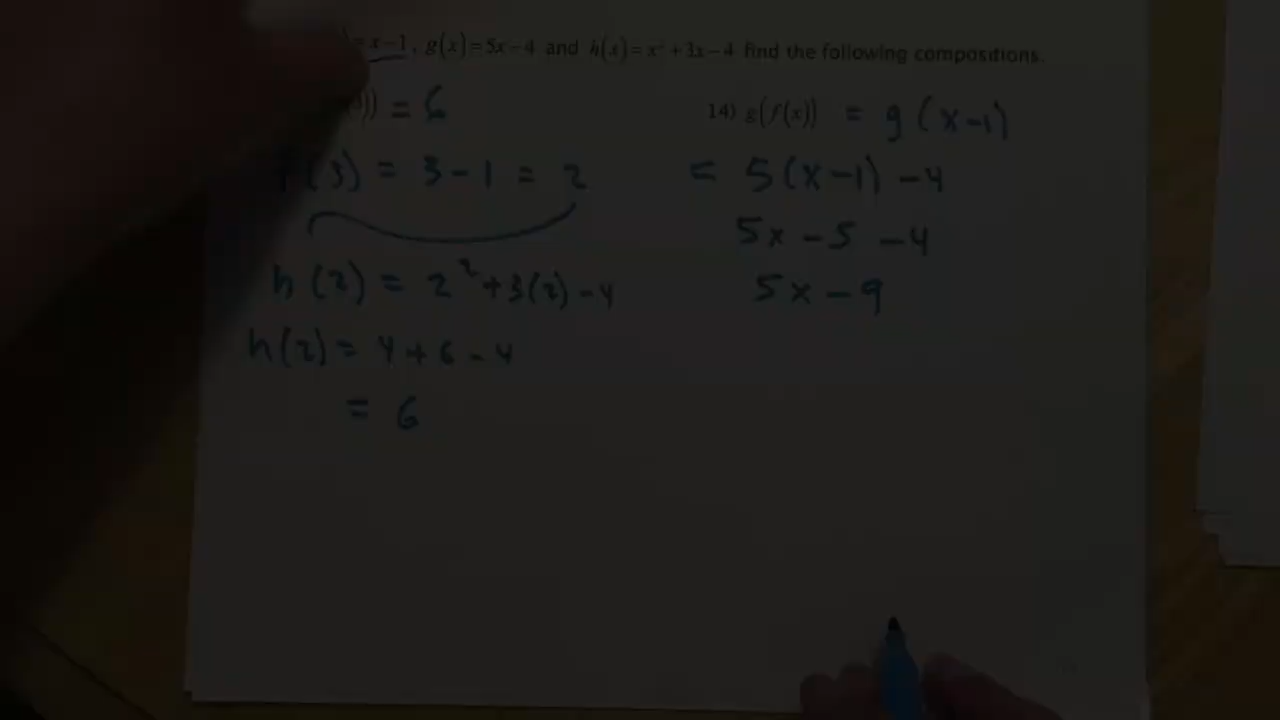 = x-1, g(x) = 5x-4 and h(x) = x² + 3x-4 find the following compositions.
)) = 6
(3) = 3 - 1 = 2
h(2) = 2² + 3(2) - 4
h(2) = 4 + 6 - 4
= 6
14) g(f(x)) = g(x-1)
= 5(x-1) - 4
5x - 5 - 4
5x - 9